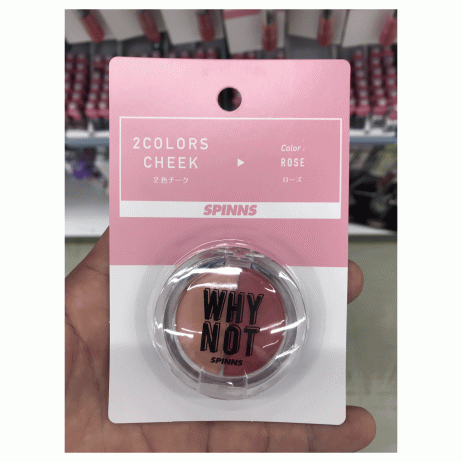 2COLORS
CHEEK
2色チーク
Color :
ROSE
ローズ
SPINNS
WHY
NOT
SPINNS